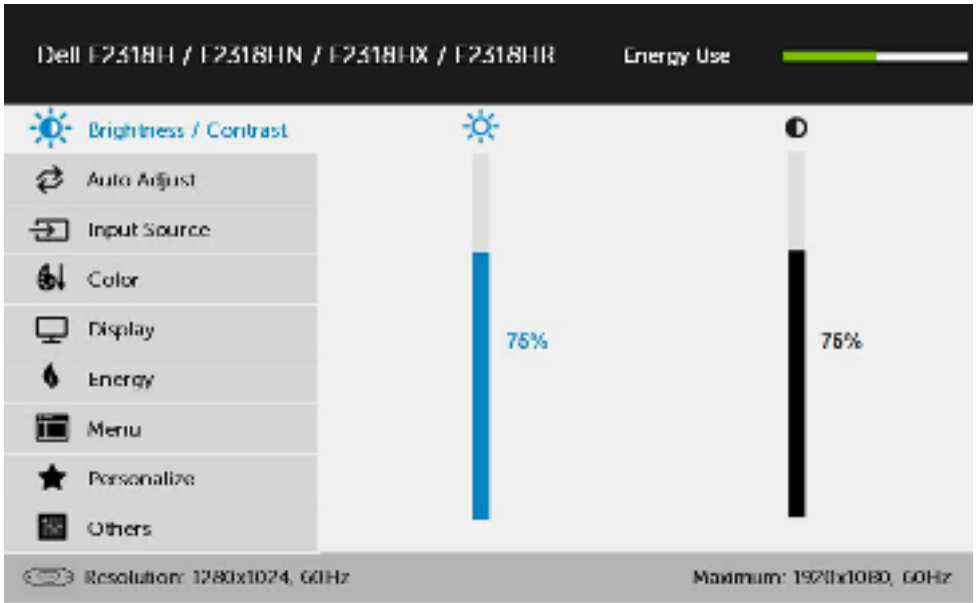 Dell E2318H / E2318HN / E2318HX / E2318HR
Energy Use
Brightness / Contrast
Auto Adjust
Input Source
Color
Display
75%
75%
Energy
Menu
Personalize
Others
Resolution: 1280x1024, 60Hz
Maximum: 1920x1080, 60Hz